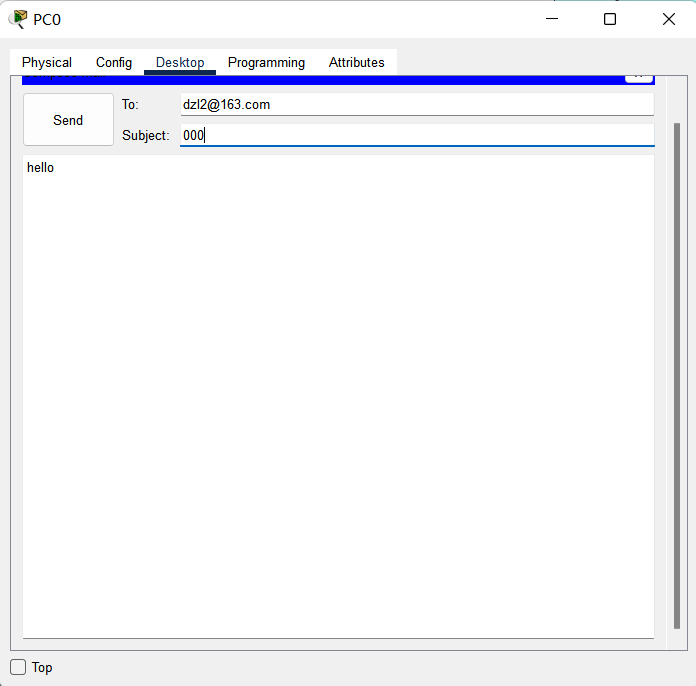 PC0
Physical Config Desktop Programming Attributes
Send
To: dzl2@163.com
Subject: 000
hello
Top